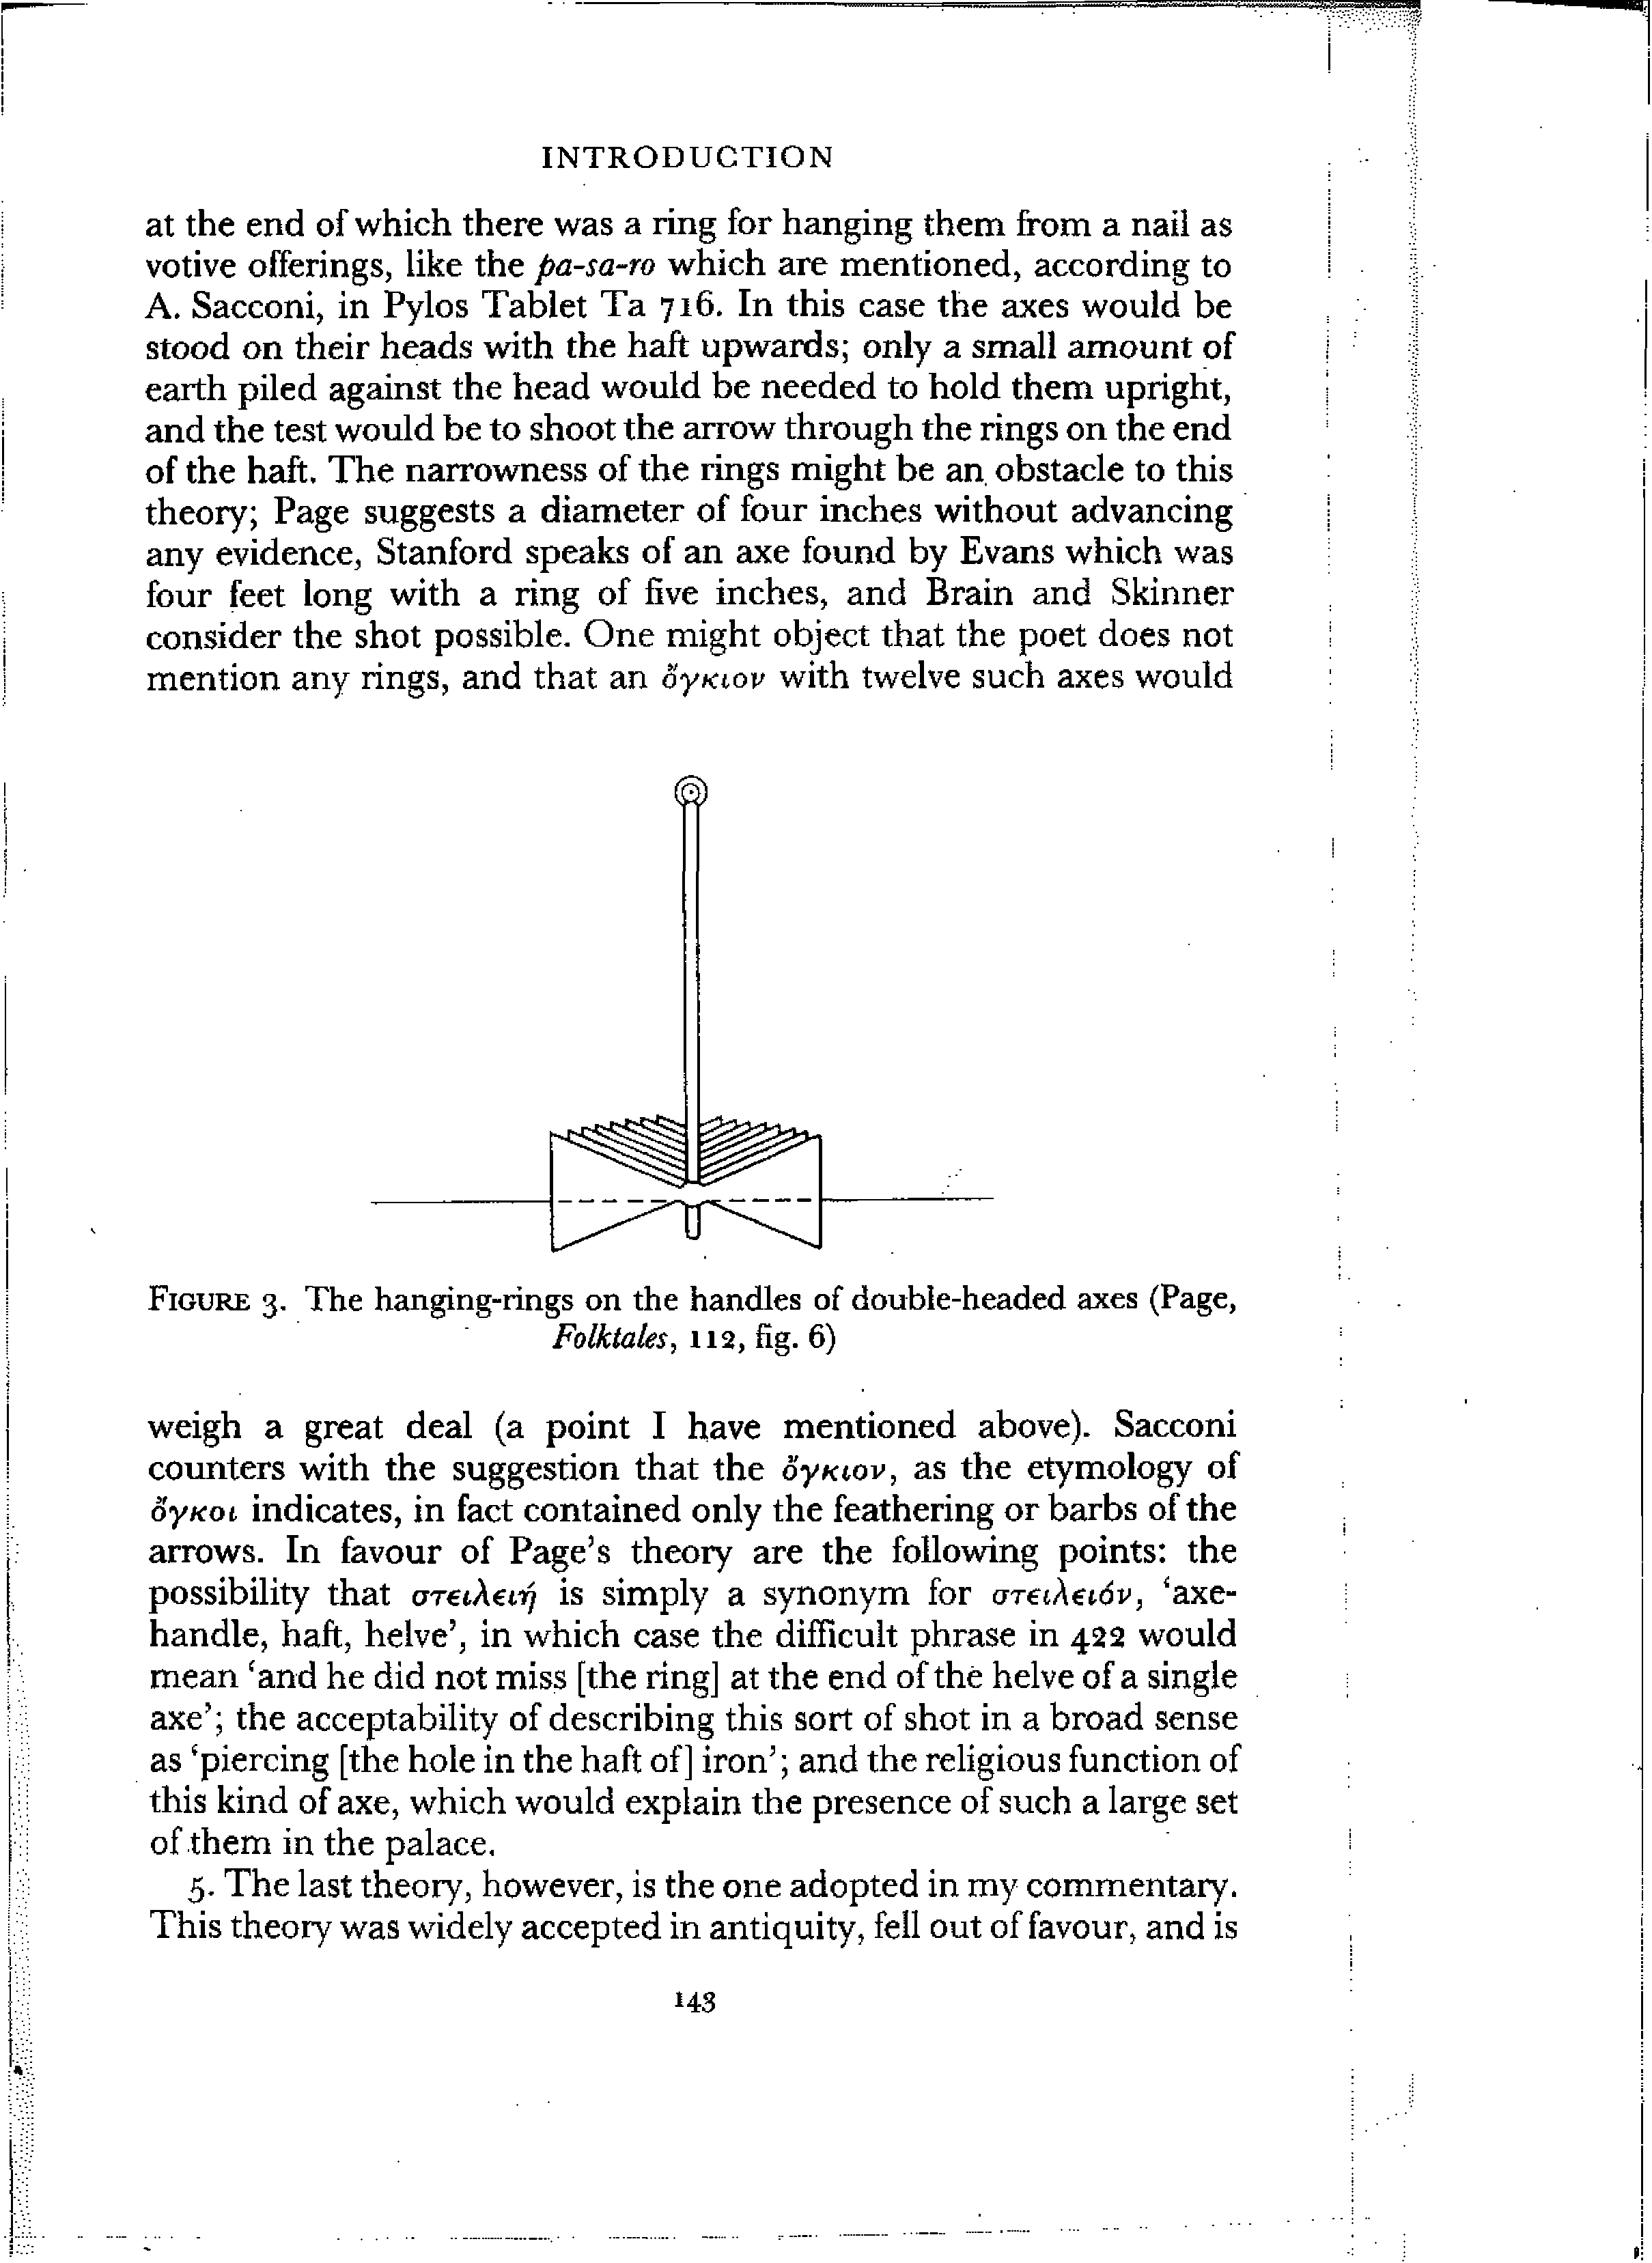 INTRODUCTION
at the end of which there was a ring for hanging them from a nail as
votive offerings, like the pa-sa-ro which are mentioned, according to
A. Sacconi, in Pylos Tablet Ta 716. In this case the axes would be
stood on their heads with the haft upwards; only a small amount of
earth piled against the head would be needed to hold them upright,
and the test would be to shoot the arrow through the rings on the end
of the haft. The narrowness of the rings might be an obstacle to this
theory; Page suggests a diameter of four inches without advancing
any evidence, Stanford speaks of an axe found by Evans which was
four feet long with a ring of five inches, and Brain and Skinner
consider the shot possible. One might object that the poet does not
mention any rings, and that an ὄγκιον with twelve such axes would
FIGURE 3. The hanging-rings on the handles of double-headed axes (Page,
Folktales, 112, fig. 6)
weigh a great deal (a point I have mentioned above). Sacconi
counters with the suggestion that the ὄγκιον, as the etymology of
ὄγκοι indicates, in fact contained only the feathering or barbs of the
arrows. In favour of Page's theory are the following points: the
possibility that στειλειή is simply a synonym for στειλειόν, 'axe-
handle, haft, helve', in which case the difficult phrase in 422 would
mean 'and he did not miss [the ring] at the end of the helve of a single
axe'; the acceptability of describing this sort of shot in a broad sense
as 'piercing [the hole in the haft of] iron'; and the religious function of
this kind of axe, which would explain the presence of such a large set
of them in the palace.
5. The last theory, however, is the one adopted in my commentary.
This theory was widely accepted in antiquity, fell out of favour, and is
143